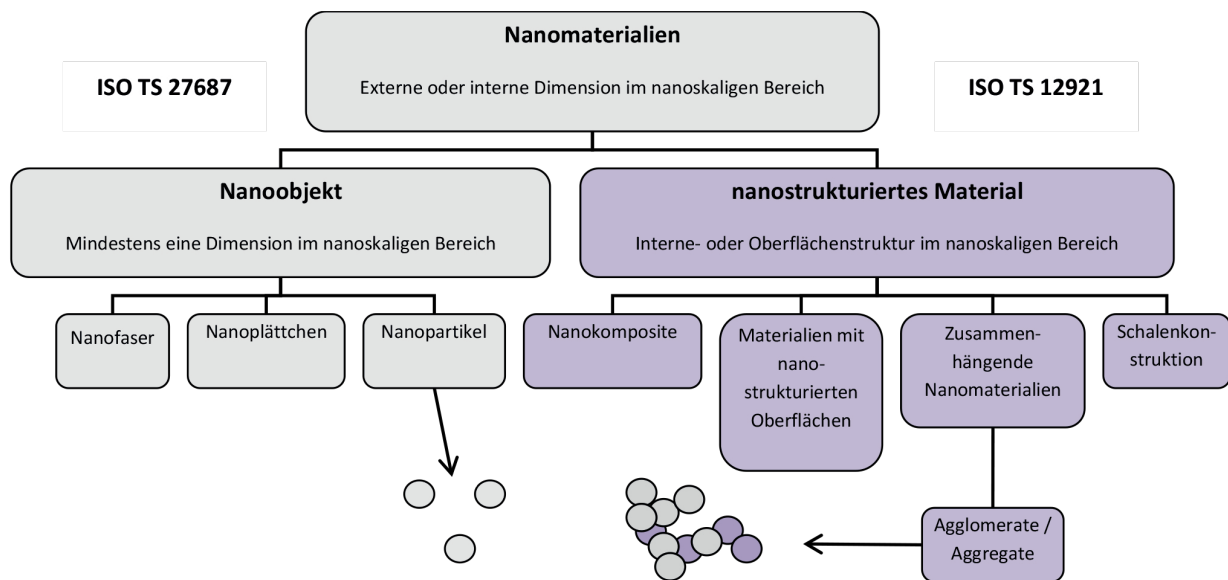 Nanomaterialien
Externe oder interne Dimension im nanoskaligen Bereich
ISO TS 27687
ISO TS 12921
Nanoobjekt
Mindestens eine Dimension im nanoskaligen Bereich
nanostrukturiertes Material
Interne- oder Oberflächenstruktur im nanoskaligen Bereich
Nanofaser
Nanoplättchen
Nanopartikel
Nanokomposite
Materialien mit
nano-
strukturierten
Oberflächen
Zusammen-
hängende
Nanomaterialien
Schalenkon-
struktion
Agglomerate /
Aggregate